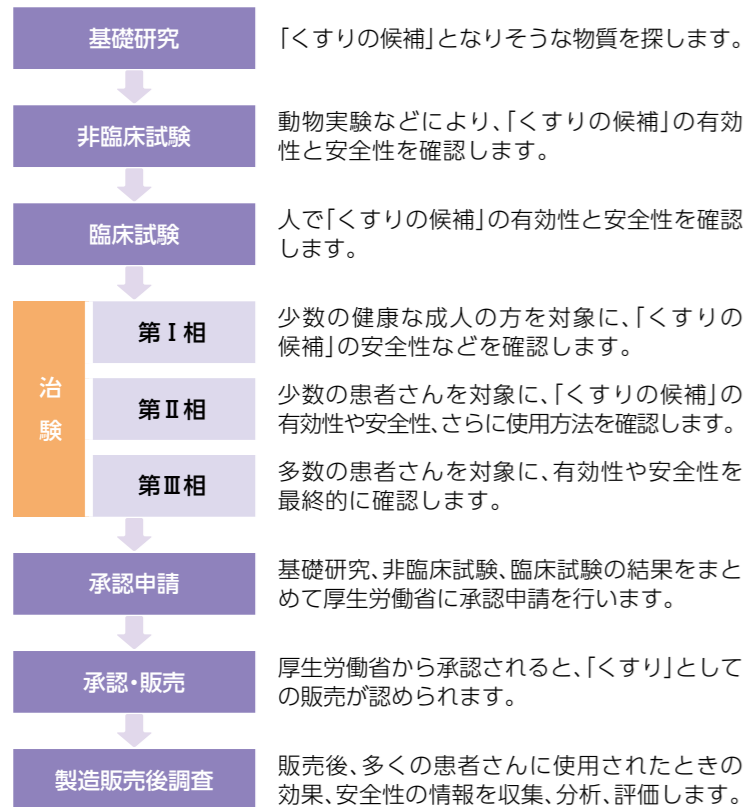 基礎研究
「くすりの候補」となりそうな物質を探します。
非臨床試験
動物実験などにより、「くすりの候補」の有効
性と安全性を確認します。
臨床試験
人で「くすりの候補」の有効性と安全性を確認
します。
治
験
第Ⅰ相
少数の健康な成人の方を対象に、「くすりの
候補」の安全性などを確認します。
第Ⅱ相
少数の患者さんを対象に、「くすりの候補」の
有効性や安全性、さらに使用方法を確認します。
第Ⅲ相
多数の患者さんを対象に、有効性や安全性を
最終的に確認します。
承認申請
基礎研究、非臨床試験、臨床試験の結果をまと
めて厚生労働省に承認申請を行います。
承認・販売
厚生労働省から承認されると、「くすり」として
の販売が認められます。
製造販売後調査
販売後、多くの患者さんに使用されたときの
効果、安全性の情報を収集、分析、評価します。